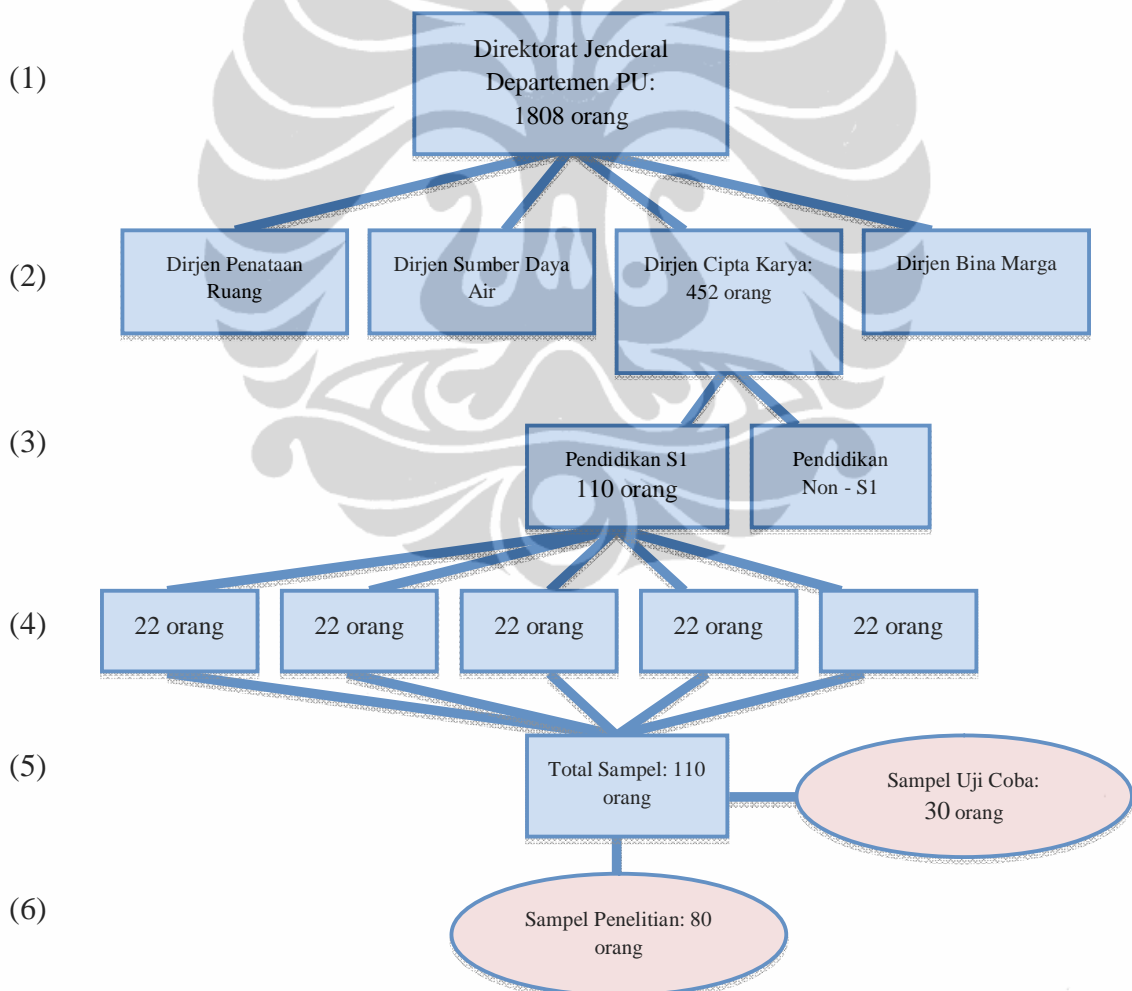 (1)
Direktorat Jenderal
Departemen PU:
1808 orang
(2)
Dirjen Penataan
Ruang
Dirjen Sumber Daya
Air
Dirjen Cipta Karya:
452 orang
Dirjen Bina Marga
(3)
Pendidikan S1
110 orang
Pendidikan
Non - S1
(4)
22 orang
22 orang
22 orang
22 orang
22 orang
(5)
Total Sampel: 110
orang
Sampel Uji Coba:
30 orang
(6)
Sampel Penelitian: 80
orang